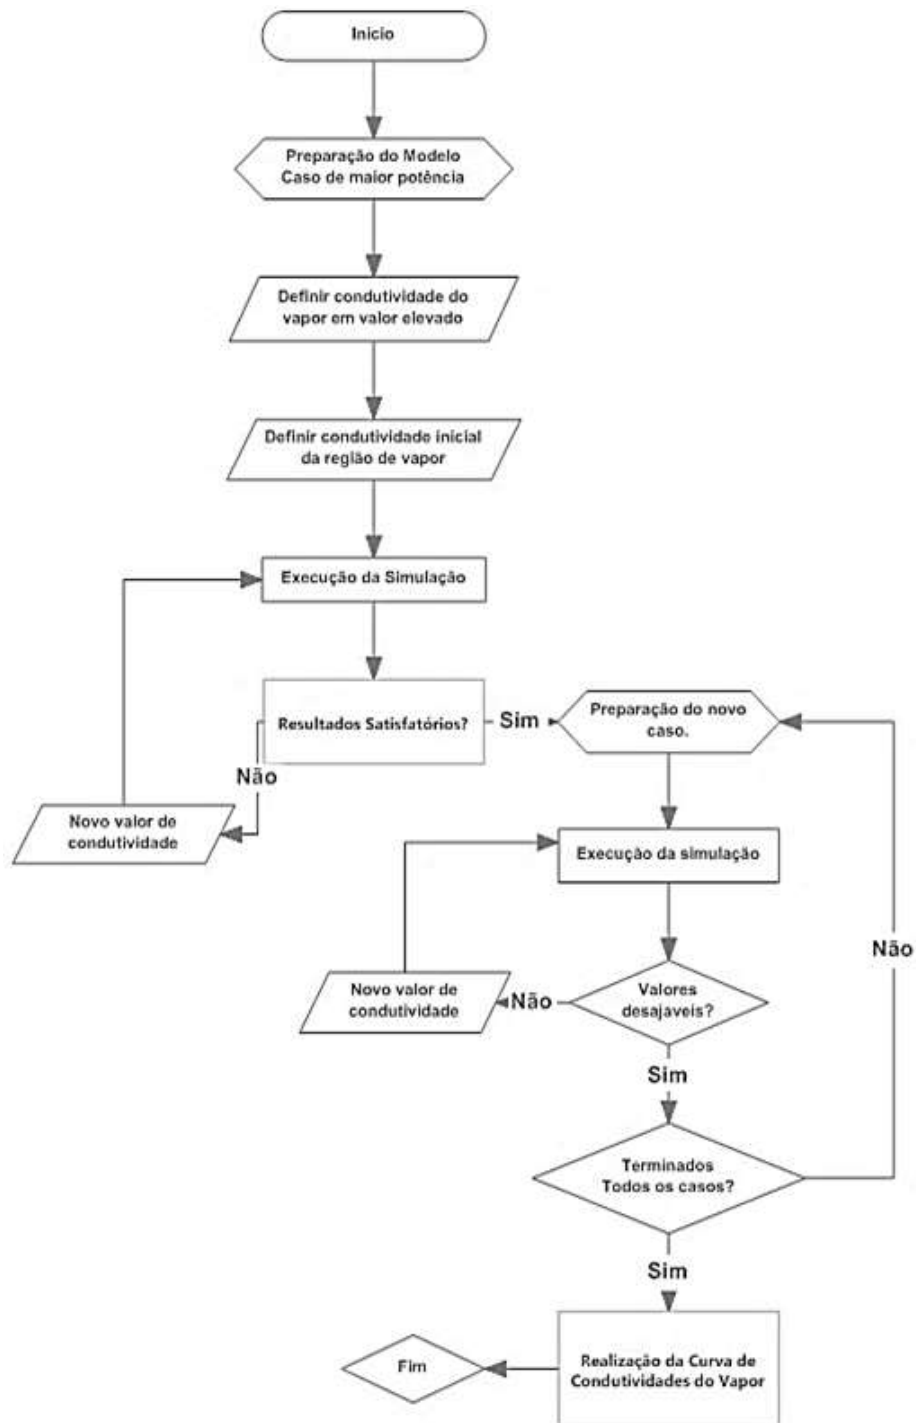 Início
Preparação do Modelo
Caso de maior potência
Definir condutividade do
vapor em valor elevado
Definir condutividade inicial
da região de vapor
Execução da Simulação
Resultados Satisfatórios?
Sim
Preparação do novo
caso.
Não
Novo valor de
condutividade
Execução da simulação
Não
Novo valor de
condutividade
Não
Valores
desajaveis?
Sim
Terminados
Todos os casos?
Sim
Realização da Curva de
Condutividades do Vapor
Fim